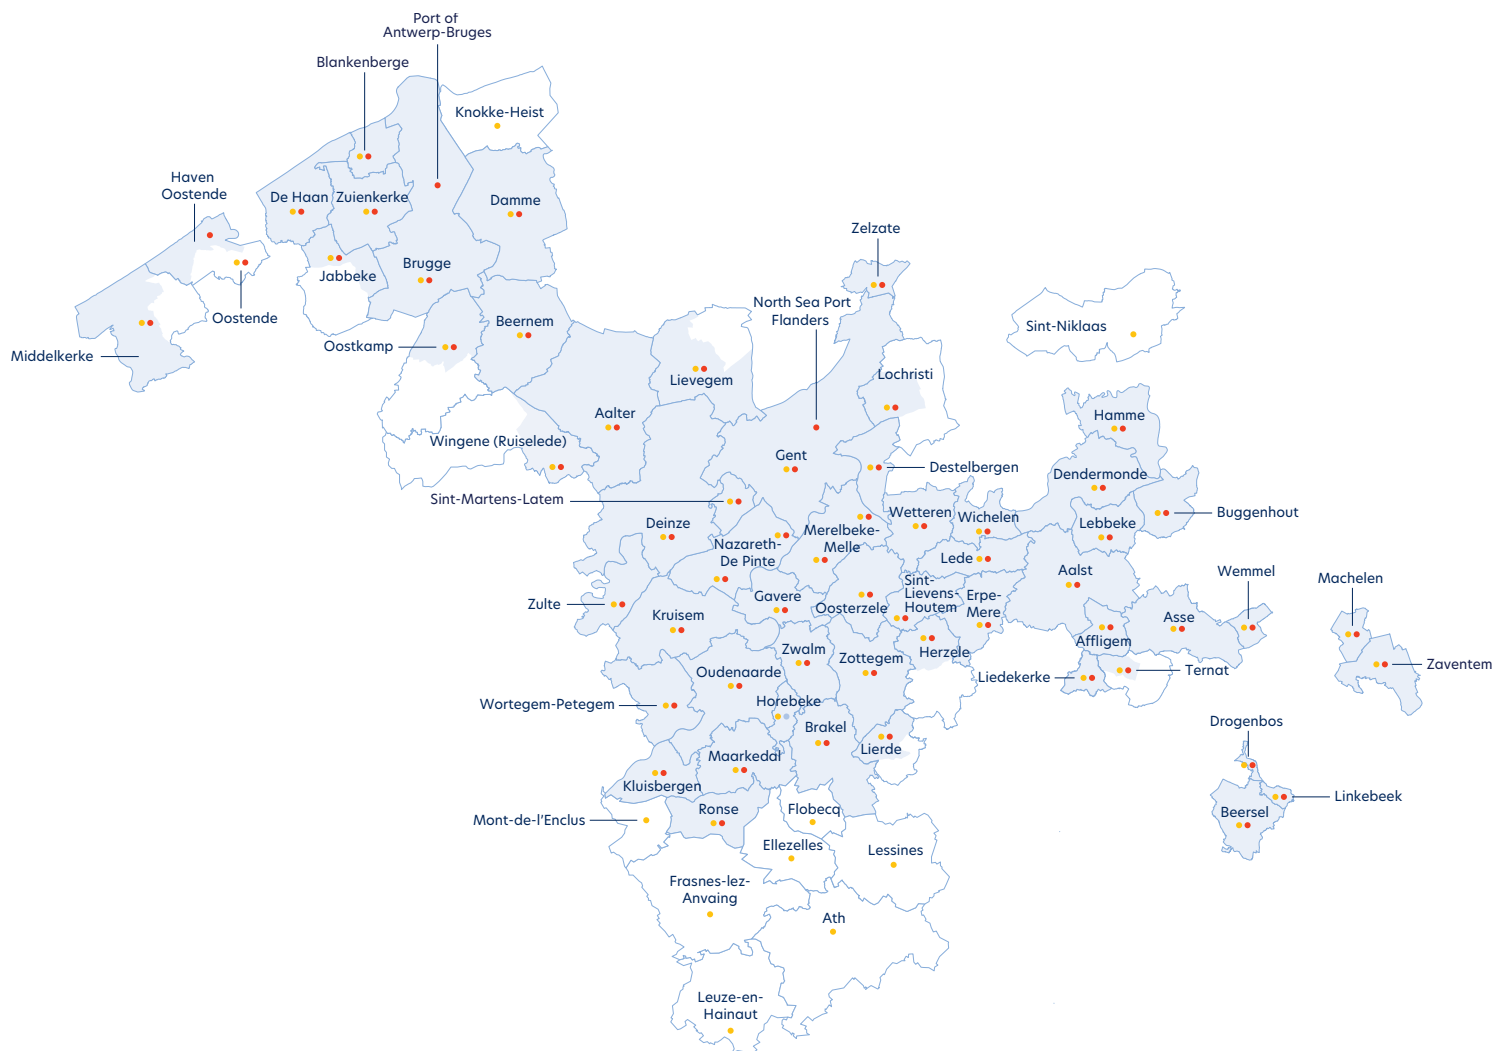 Port of
Antwerp-Bruges
Blankenberge
Knokke-Heist
Haven
Oostende
De Haan
Zuienkerke
Damme
Zelzate
Brugge
Jabbeke
Oostende
North Sea Port
Flanders
Beernem
Sint-Niklaas
Oostkamp
Middelkerke
Lievegem
Lochristi
Aalter
Hamme
Wingene (Ruiselede)
Gent
Destelbergen
Dendermonde
Sint-Martens-Latem
Wetteren
Wichelen
Buggenhout
Deinze
Merelbeke-
Melle
Lebbeke
Nazareth-
De Pinte
Lede
Aalst
Wemmel
Machelen
Sint-
Lievens-
Houtem
Erpe-
Mere
Zulte
Gavere
Oosterzele
Kruisem
Asse
Affligem
Zwalm
Zottegem
Herzele
Zaventem
Oudenaarde
Liedekerke
Ternat
Wortegem-Petegem
Horebeke
Drogenbos
Brakel
Lierde
Maarkedal
Kluisbergen
Linkebeek
Ronse
Flobecq
Beersel
Mont-de-l'Enclus
Ellezelles
Lessines
Frasnes-lez-
Anvaing
Ath
Leuze-en-
Hainaut